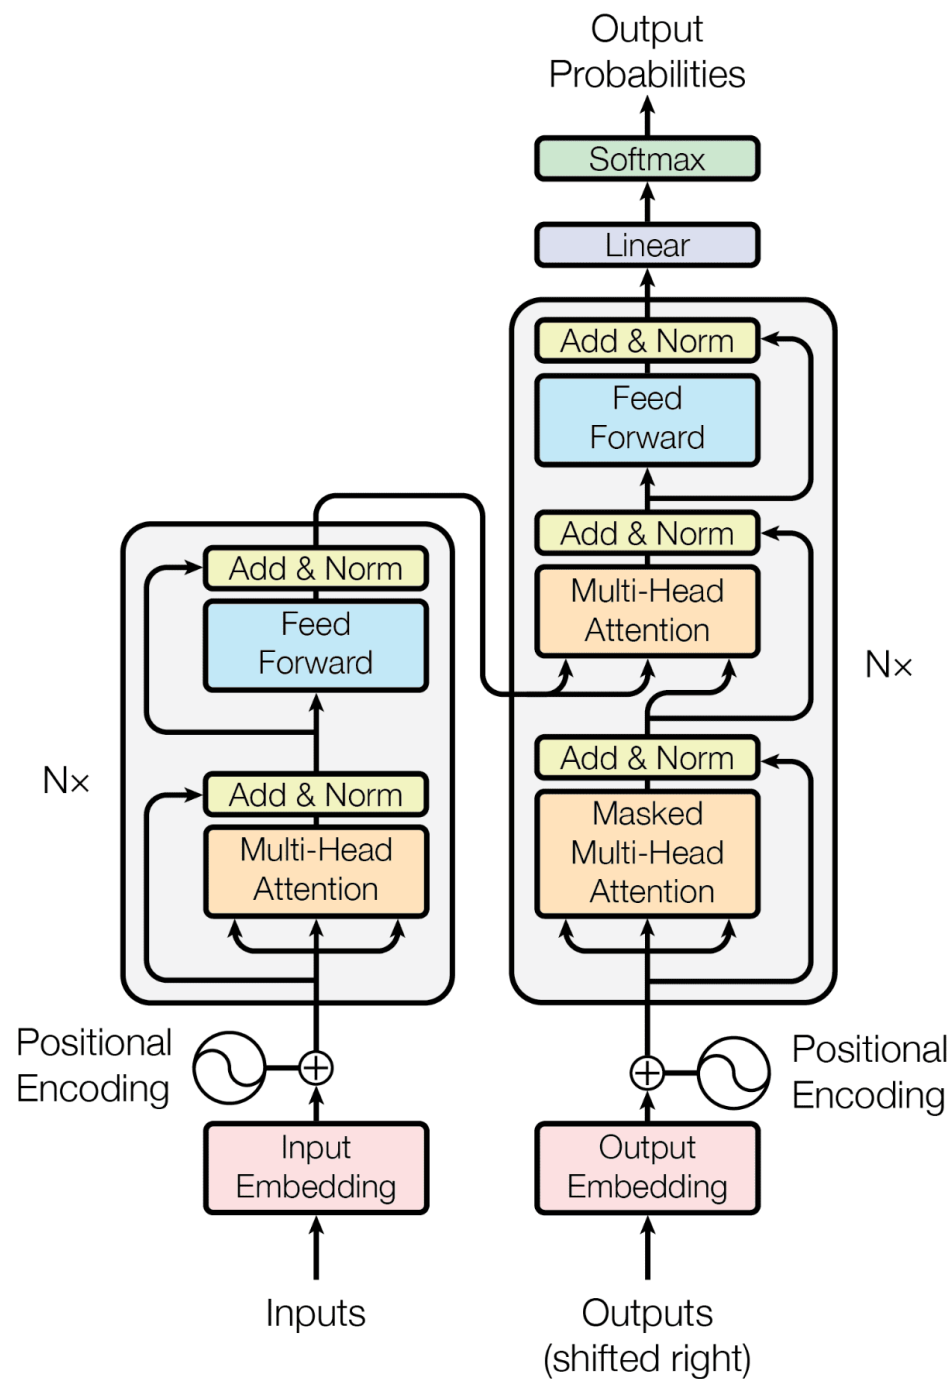 Output
Probabilities
Softmax
Linear
Add & Norm
Feed
Forward
Add & Norm
Multi-Head
Attention
Add & Norm
Masked
Multi-Head
Attention
N×
Add & Norm
Feed
Forward
Add & Norm
Multi-Head
Attention
N×
Positional
Encoding
Positional
Encoding
Input
Embedding
Output
Embedding
Inputs
Outputs
(shifted right)